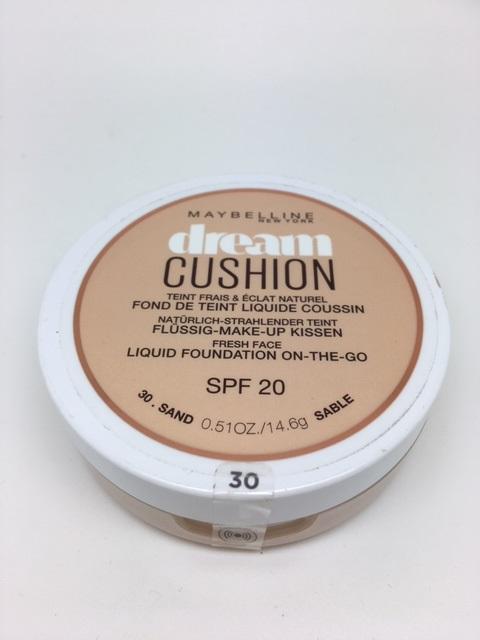 MAYBELLINE
NEW YORK
dream
CUSHION
TEINT FRAIS & ÉCLAT NATUREL
FOND DE TEINT LIQUIDE COUSSIN
NATÜRLICH-STRAHLENDER TEINT
FLÜSSIG-MAKE-UP KISSEN
FRESH FACE
LIQUID FOUNDATION ON-THE-GO
SPF 20
30 . SAND 0.51OZ./14.6g SABLE
30